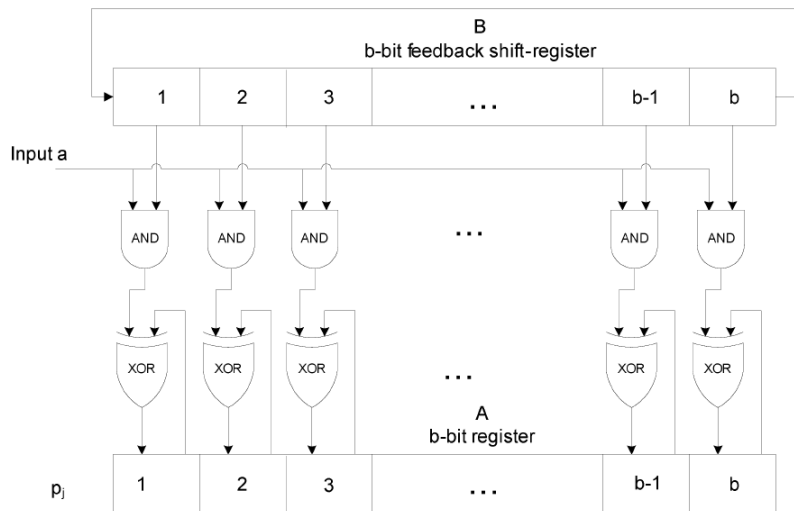 B
b-bit feedback shift-register
1 2 3 ... b-1 b
Input a
AND AND AND ... AND AND
XOR XOR XOR ... XOR XOR
A
b-bit register
pj 1 2 3 ... b-1 b